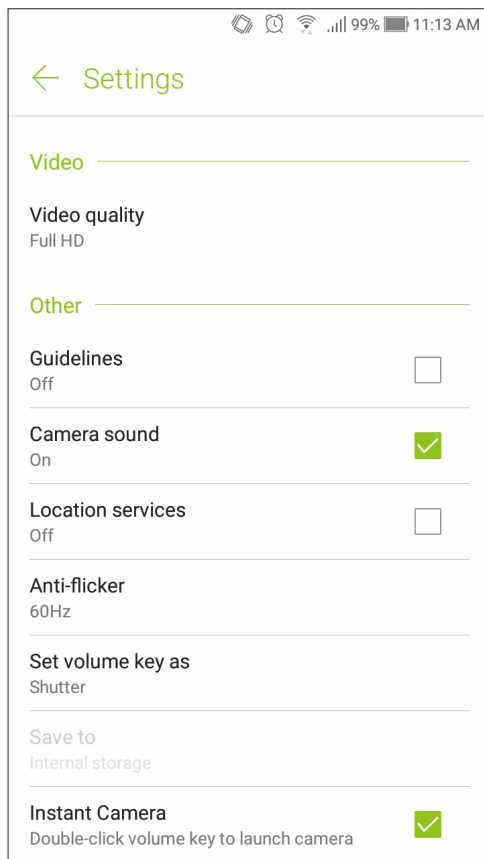 99% 11:13 AM
Settings
Video
Video quality
Full HD
Other
Guidelines
Off
Camera sound
On
Location services
Off
Anti-flicker
60Hz
Set volume key as
Shutter
Save to
Internal storage
Instant Camera
Double-click volume key to launch camera